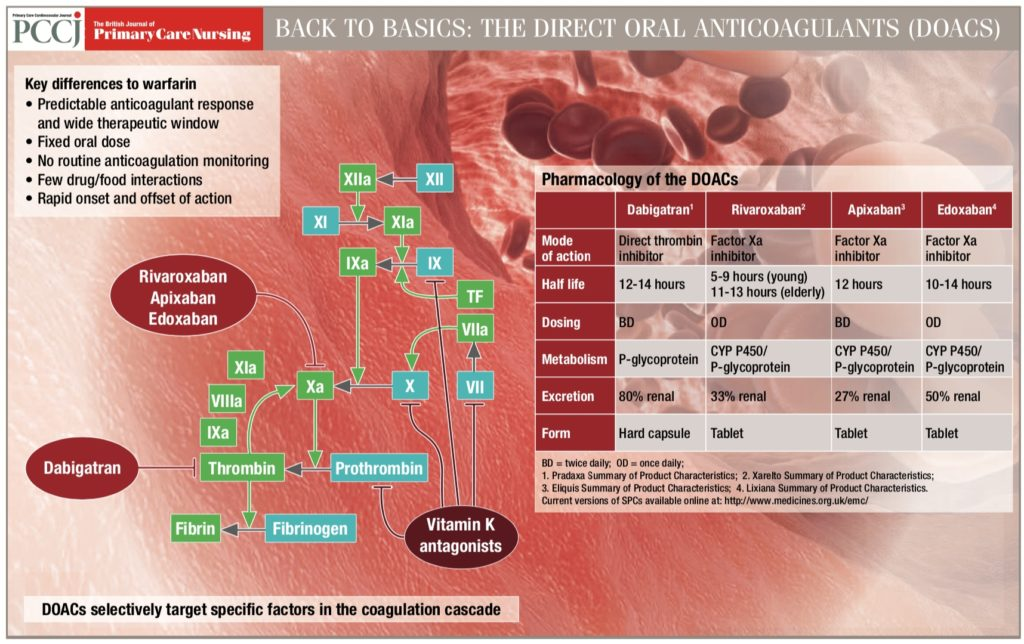 Primary Care Cardiovascular Journal
PCCJ
The British Journal of
Primary Care Nursing
BACK TO BASICS: THE DIRECT ORAL ANTICOAGULANTS (DOACS)
Key differences to warfarin
• Predictable anticoagulant response
and wide therapeutic window
• Fixed oral dose
• No routine anticoagulation monitoring
• Few drug/food interactions
• Rapid onset and offset of action
XIIa XII
XI XIa
IXa IX
TF
VIIa
Rivaroxaban
Apixaban
Edoxaban
XIa
VIIIa
IXa
Xa X VII
Dabigatran
Thrombin Prothrombin
Fibrin Fibrinogen
Vitamin K
antagonists
DOACs selectively target specific factors in the coagulation cascade
Pharmacology of the DOACs
Dabigatran1 Rivaroxaban2 Apixaban3 Edoxaban4
Mode of action Direct thrombin inhibitor Factor Xa inhibitor Factor Xa inhibitor Factor Xa inhibitor
Half life 12-14 hours 5-9 hours (young) 11-13 hours (elderly) 12 hours 10-14 hours
Dosing BD OD BD OD
Metabolism P-glycoprotein CYP P450/ P-glycoprotein CYP P450/ P-glycoprotein CYP P450/ P-glycoprotein
Excretion 80% renal 33% renal 27% renal 50% renal
Form Hard capsule Tablet Tablet Tablet
BD = twice daily; OD = once daily;
1. Pradaxa Summary of Product Characteristics; 2. Xarelto Summary of Product Characteristics;
3. Eliquis Summary of Product Characteristics; 4. Lixiana Summary of Product Characteristics.
Current versions of SPCs available online at: http://www.medicines.org.uk/emc/